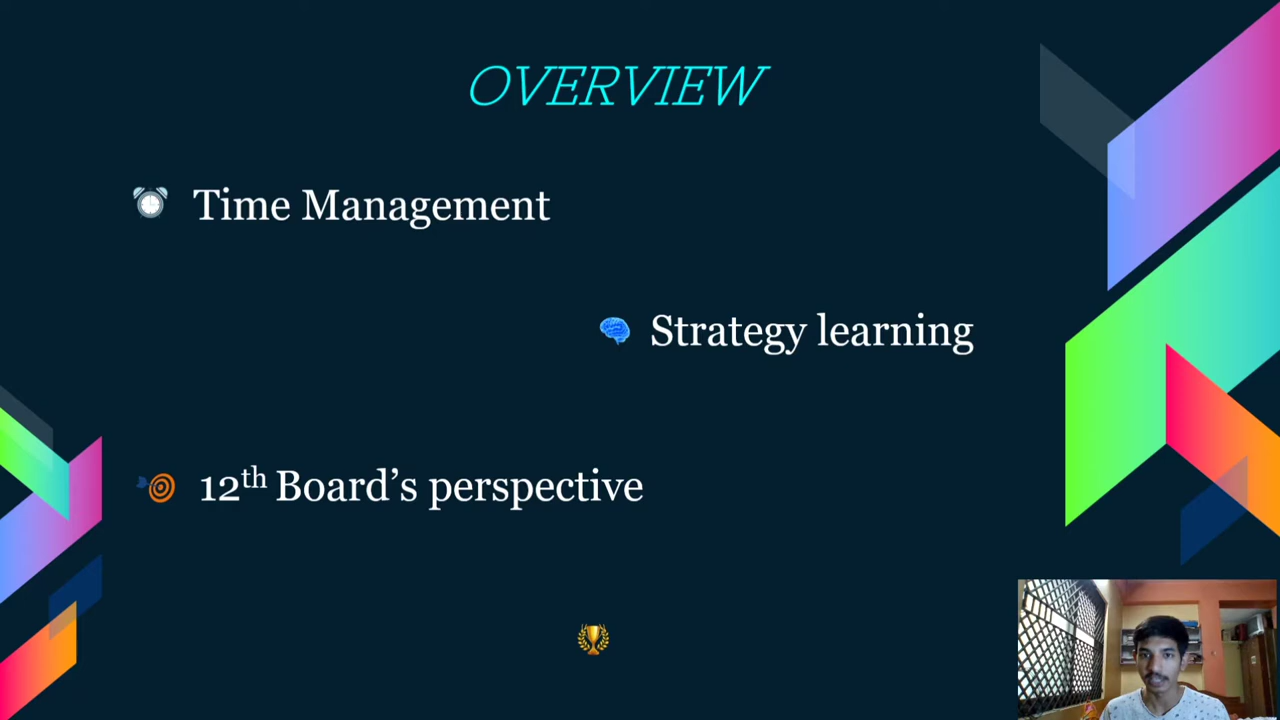 OVERVIEW
Time Management
Strategy learning
12th Board’s perspective